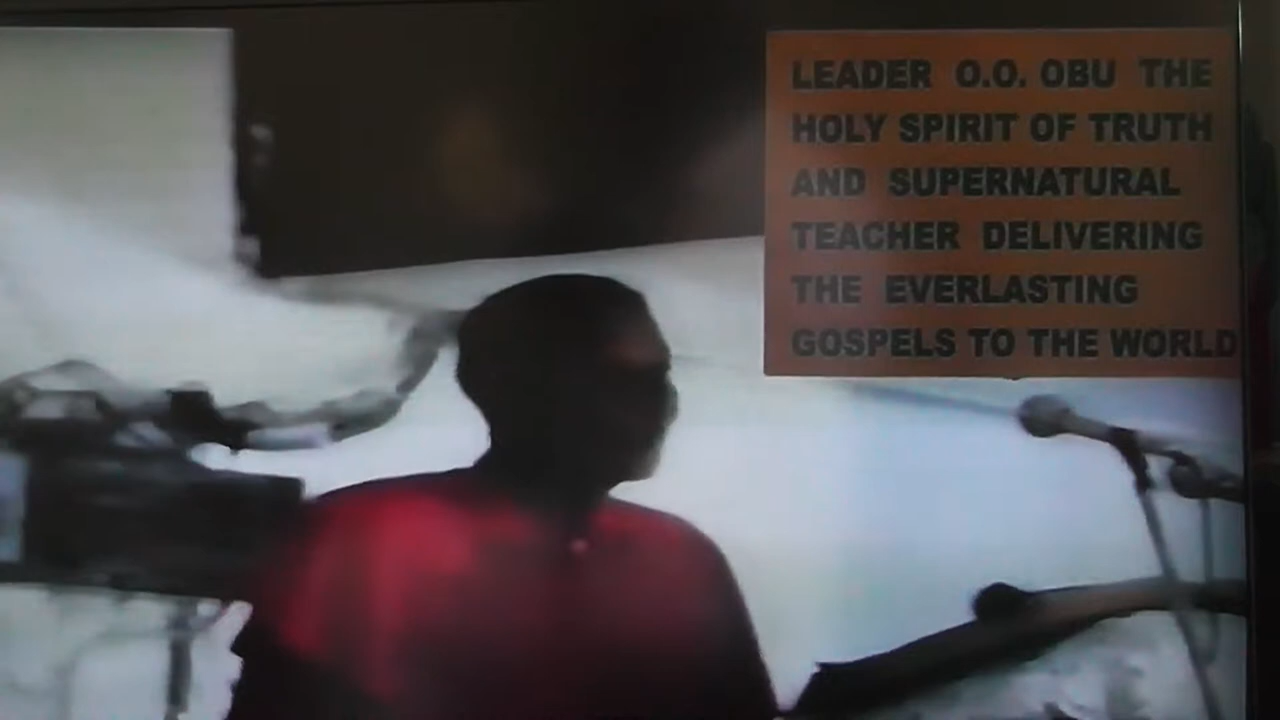 LEADER O.O. OBU THE
HOLY SPIRIT OF TRUTH
AND SUPERNATURAL
TEACHER DELIVERING
THE EVERLASTING
GOSPELS TO THE WORLD